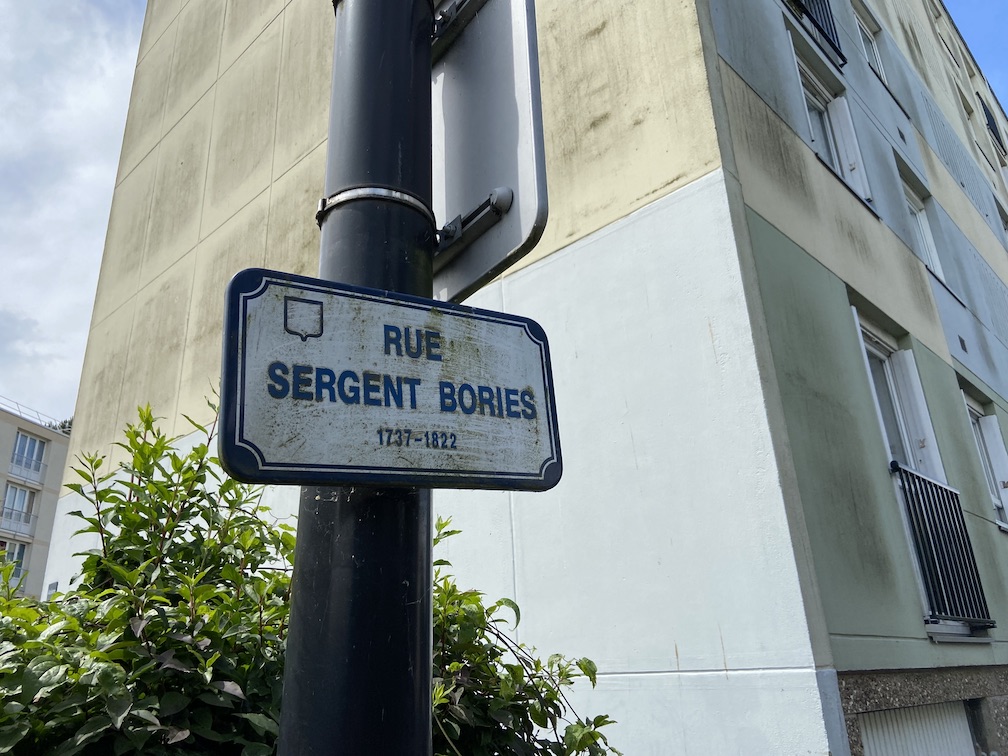 RUE
SERGENT BORIES
1737-1822